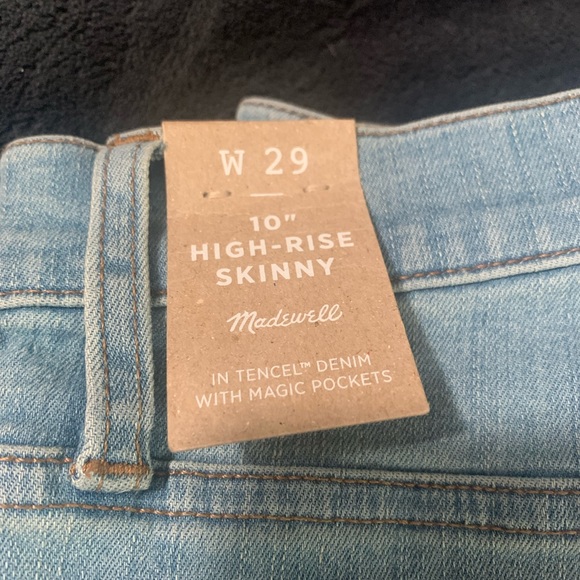 W 29
10"
HIGH-RISE
SKINNY
Madewell
IN TENCEL™ DENIM
WITH MAGIC POCKETS